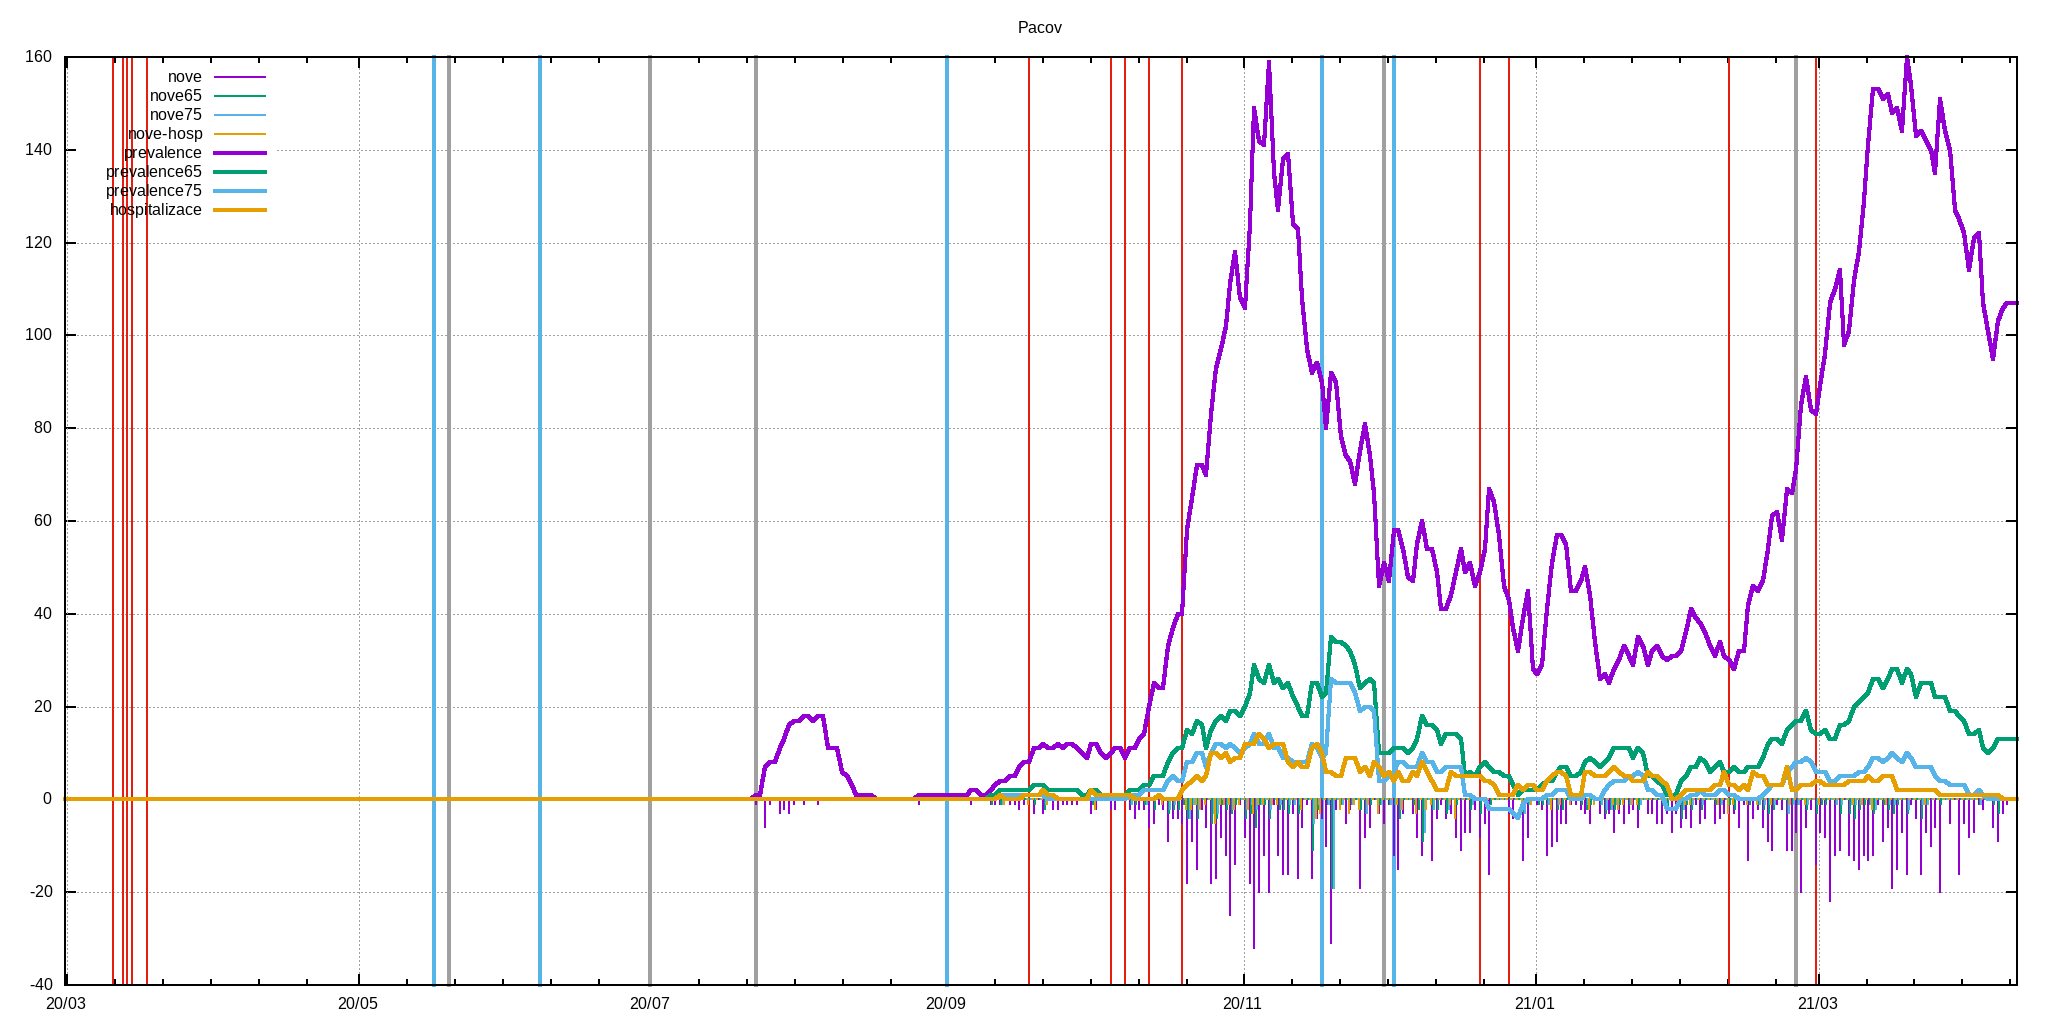 Pacov
160
140
120
100
80
60
40
20
0
-20
-40
nove
nove65
nove75
nove-hosp
prevalence
prevalence65
prevalence75
hospitalizace
20/03 20/05 20/07 20/09 20/11 21/01 21/03